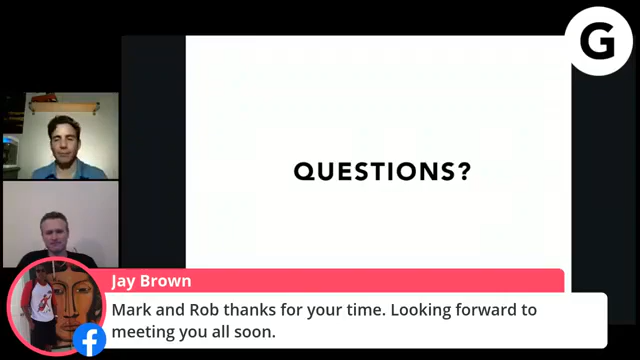 G
QUESTIONS?
Jay Brown
Mark and Rob thanks for your time. Looking forward to
meeting you all soon.
f